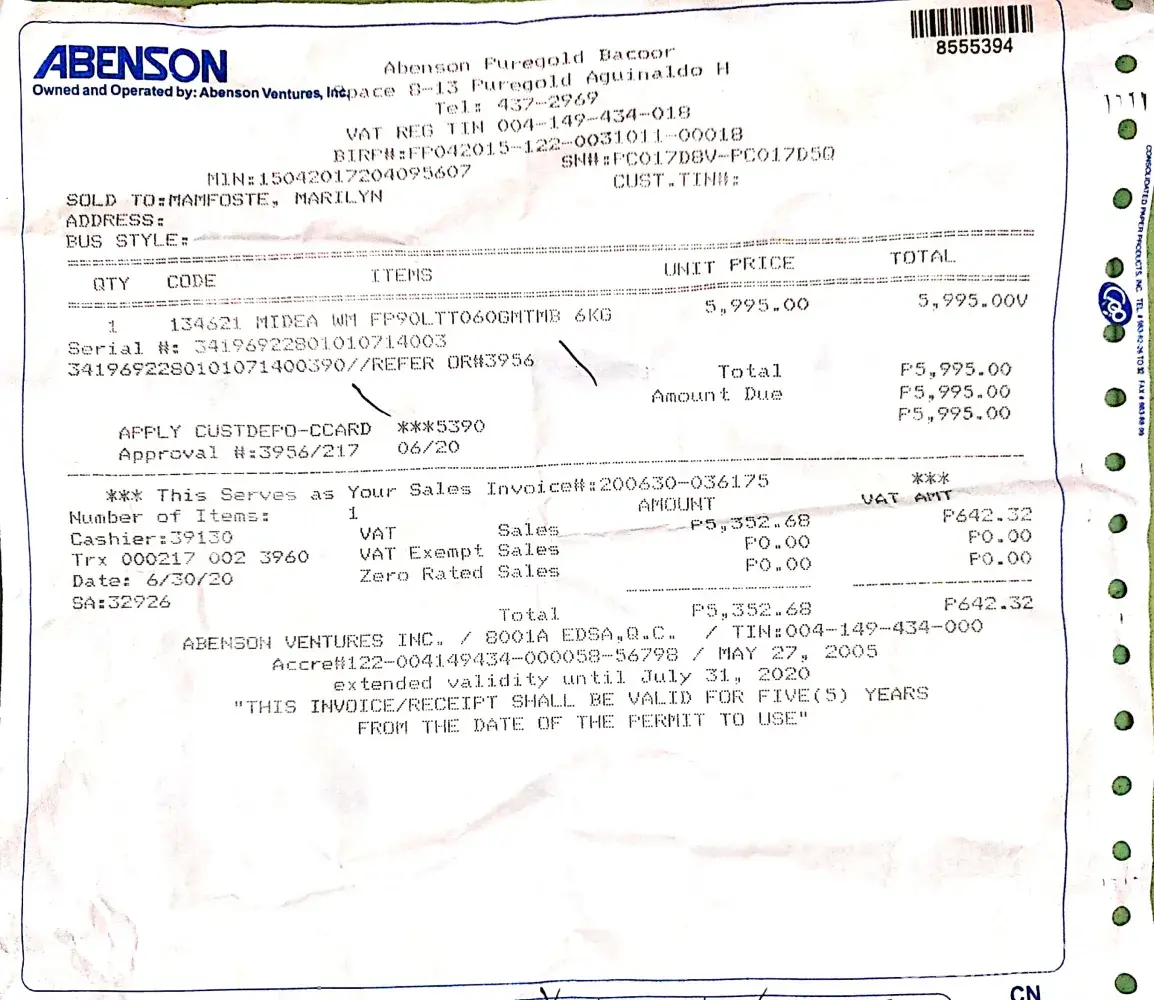 8555394
ABENSON
Owned and Operated by: Abenson Ventures, Inc.
Abenson Puregold Bacoor
Space 8-13 Puregold Aguinaldo H
Tel: 437-2969
VAT REG TIN 004-149-434-018
BIRP#:FP042015-122-0031011-00018
MIN:15042017204095607 SN#:PC017D8V-PC017D5Q
SOLD TO:MAMFOSTE, MARILYN CUST.TIN#:
ADDRESS:
BUS STYLE:
QTY CODE ITEMS UNIT PRICE TOTAL
1 134621 MIDEA WM FP90LTT060GMTMB 6KG 5,995.00 5,995.00V
Serial #: 34196922801010714003
341969228010107140039​0//REFER OR#3956
Total P5,995.00
Amount Due P5,995.00
P5,995.00
APPLY CUSTDEPO-CCARD ***5390
Approval #:3956/217 06/20
*** This Serves as Your Sales Invoice#:200630-036175 ***
Number of Items: 1 AMOUNT VAT AMT
Cashier:39130 VAT Sales P5,352.68 P642.32
Trx 000217 002 3960 VAT Exempt Sales P0.00 P0.00
Date: 6/30/20 Zero Rated Sales P0.00 P0.00
SA:32926
Total P5,352.68 P642.32
ABENSON VENTURES INC. / 8001A EDSA,Q.C. / TIN:004-149-434-000
Accre#122-004149434-000058-56798 / MAY 27, 2005
extended validity until July 31, 2020
"THIS INVOICE/RECEIPT SHALL BE VALID FOR FIVE(5) YEARS
FROM THE DATE OF THE PERMIT TO USE"
CONSOLIDATED PAPER PRODUCTS, INC.
CN